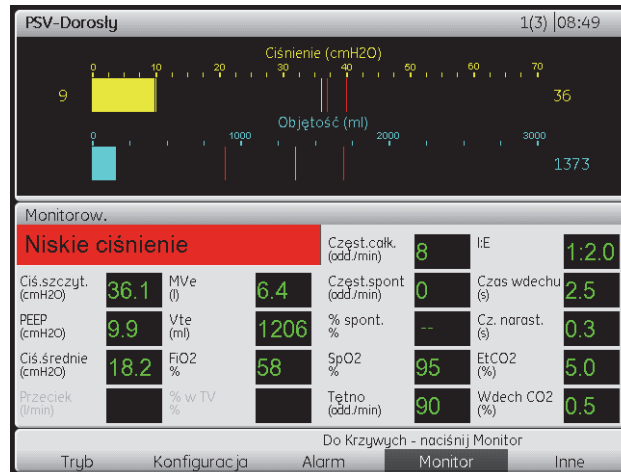 PSV-Dorosły 1(3) 08:49
Ciśnienie (cmH2O)
0 10 20 30 40 50 60 70
9 36
Objętość (ml)
0 1000 2000 3000
1373
Monitorow.
Niskie ciśnienie
Częst.całk. (odd./min) 8 I:E 1:2.0
Ciś.szczyt. (cmH2O) 36.1 MVe (l) 6.4 Częst.spont (odd./min) 0 Czas wdechu (s) 2.5
PEEP (cmH2O) 9.9 Vte (ml) 1206 % spont. % -- Cz. narast. (s) 0.3
Ciś.średnie (cmH2O) 18.2 FiO2 % 58 SpO2 % 95 EtCO2 (%) 5.0
Przeciek (l/min) % w TV % Tętno (odd./min) 90 Wdech CO2 (%) 0.5
Do Krzywych - naciśnij Monitor
Tryb Konfiguracja Alarm Monitor Inne